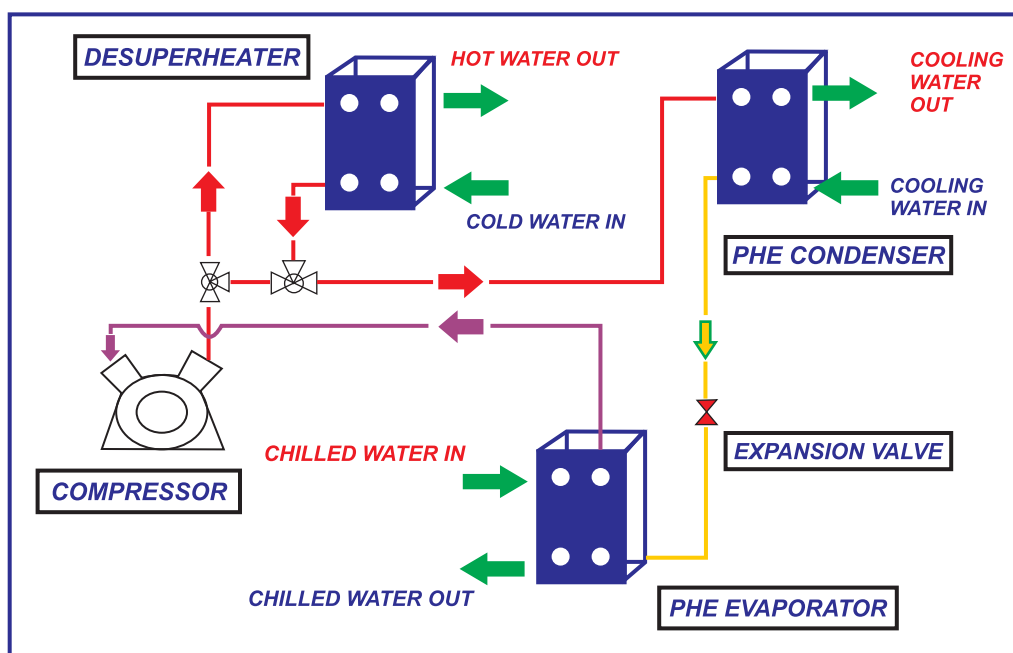 DESUPERHEATER
HOT WATER OUT
COLD WATER IN
COOLING
WATER
OUT
COOLING
WATER IN
PHE CONDENSER
CHILLED WATER IN
EXPANSION VALVE
COMPRESSOR
CHILLED WATER OUT
PHE EVAPORATOR